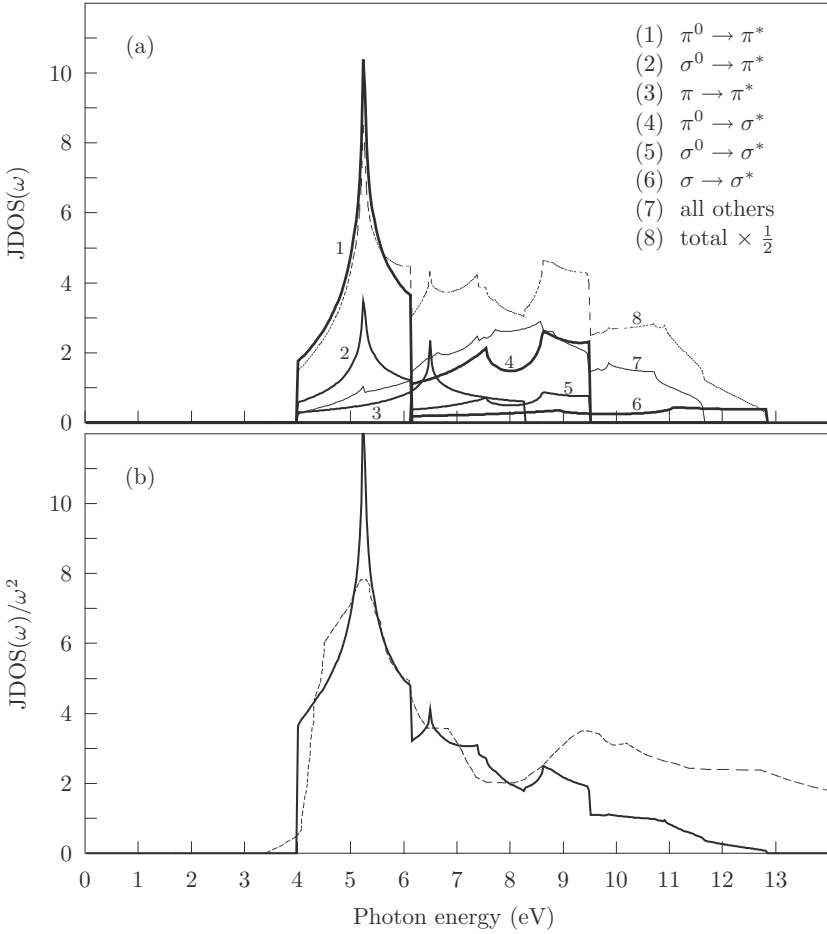 (a)
(1) π⁰ → π*
(2) σ⁰ → π*
(3) π → π*
(4) π⁰ → σ*
(5) σ⁰ → σ*
(6) σ → σ*
(7) all others
(8) total × ½
JDOS(ω)
10
8
6
4
2
0
1
2
3
4
5
6
7
8
(b)
JDOS(ω)/ω²
10
8
6
4
2
0
0 1 2 3 4 5 6 7 8 9 10 11 12 13
Photon energy (eV)